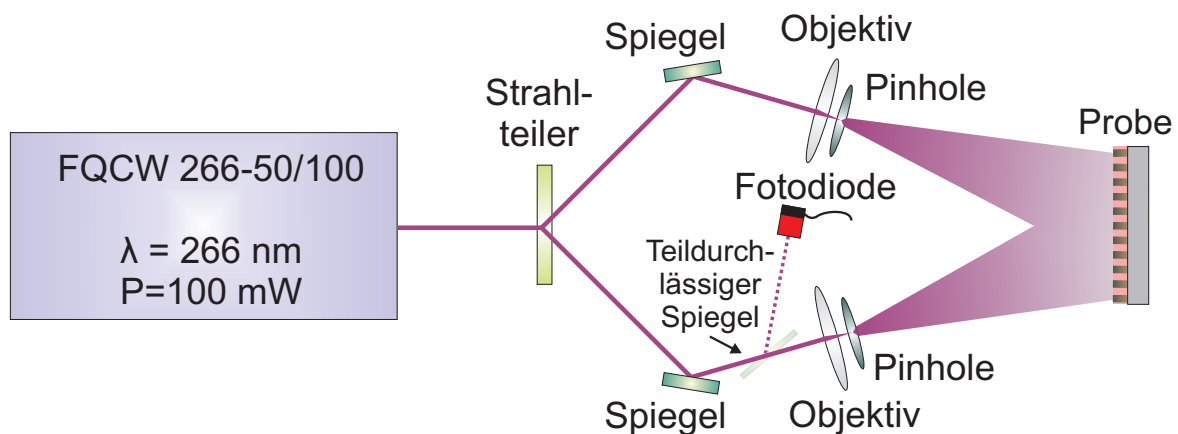 FQCW 266-50/100
λ = 266 nm
P=100 mW
Strahl-
teiler
Spiegel
Objektiv
Pinhole
Probe
Fotodiode
Teildurch-
lässiger
Spiegel
Spiegel
Pinhole
Objektiv